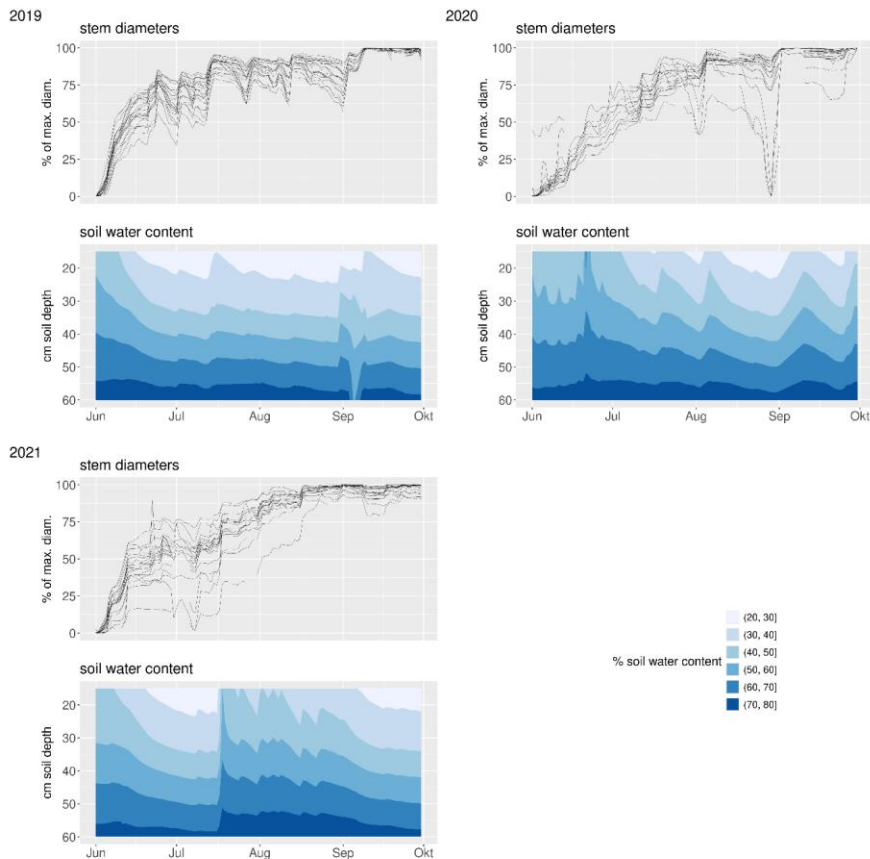 2019
stem diameters
100
75
50
25
0
% of max. diam.
soil water content
20
30
40
50
60
cm soil depth
Jun Jul Aug Sep Okt
2020
stem diameters
100
75
50
25
0
% of max. diam.
soil water content
20
30
40
50
60
cm soil depth
Jun Jul Aug Sep Okt
2021
stem diameters
100
75
50
25
0
% of max. diam.
soil water content
20
30
40
50
60
cm soil depth
Jun Jul Aug Sep Okt
% soil water content
(20, 30]
(30, 40]
(40, 50]
(50, 60]
(60, 70]
(70, 80]